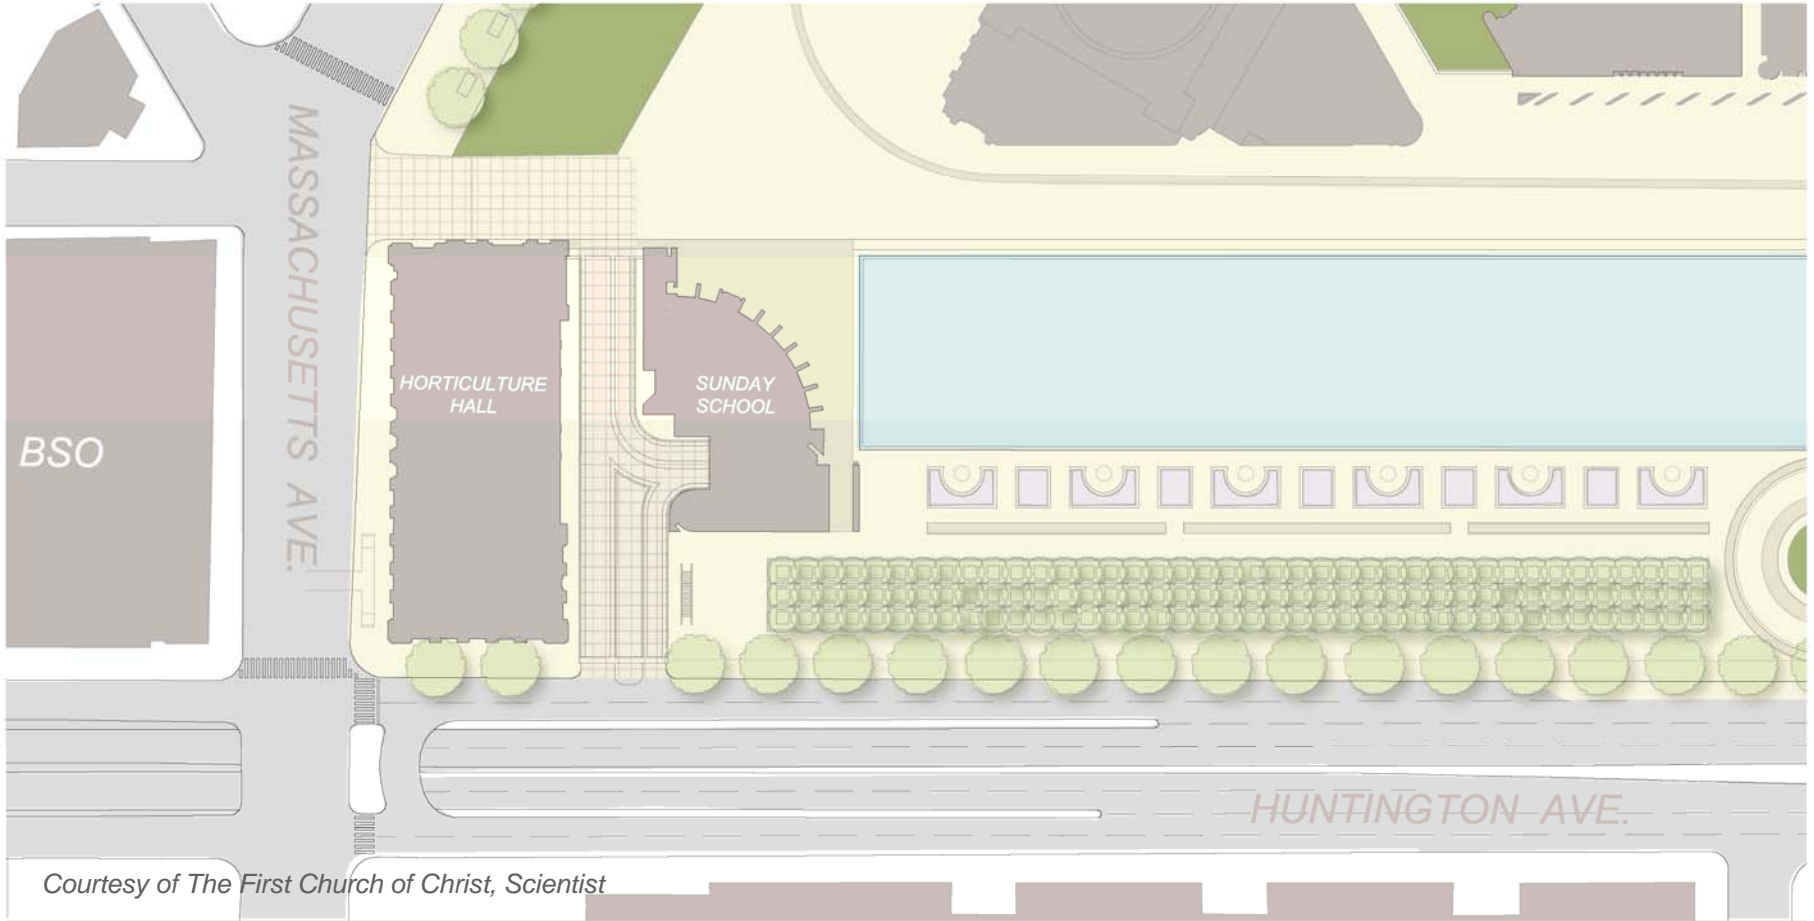 MASSACHUSETTS AVE.
HORTICULTURE
HALL
SUNDAY
SCHOOL
BSO
HUNTINGTON AVE.
Courtesy of The First Church of Christ, Scientist